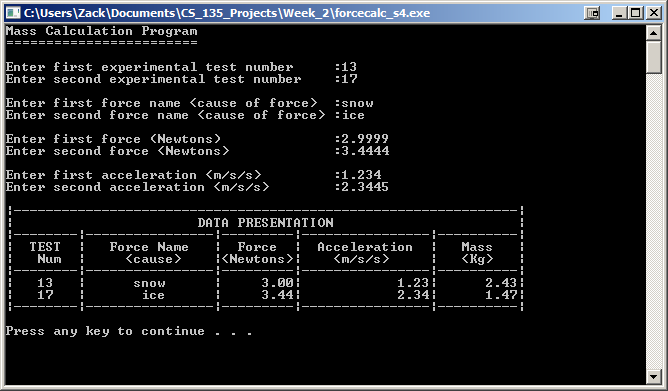 C:\Users\Zack\Documents\CS_135_Projects\Week_2\forcecalc_s4.exe
Mass Calculation Program
========================
Enter first experimental test number     :13
Enter second experimental test number    :17
Enter first force name <cause of force>  :snow
Enter second force name <cause of force> :ice
Enter first force <Newtons>              :2.9999
Enter second force <Newtons>             :3.4444
Enter first acceleration <m/s/s>         :1.234
Enter second acceleration <m/s/s>        :2.3445
|----------------------------------------------------------------|
|                       DATA PRESENTATION                        |
|--------|----------------|---------|----------------|----------|
|  TEST  |   Force Name   |  Force  |  Acceleration  |   Mass   |
|  Num   |    <cause>     |<Newtons>|    <m/s/s>     |   <Kg>   |
|--------|----------------|---------|----------------|----------|
|   13   |      snow      |     3.00|            1.23|      2.43|
|   17   |       ice      |     3.44|            2.34|      1.47|
|--------|----------------|---------|----------------|----------|
Press any key to continue . . .